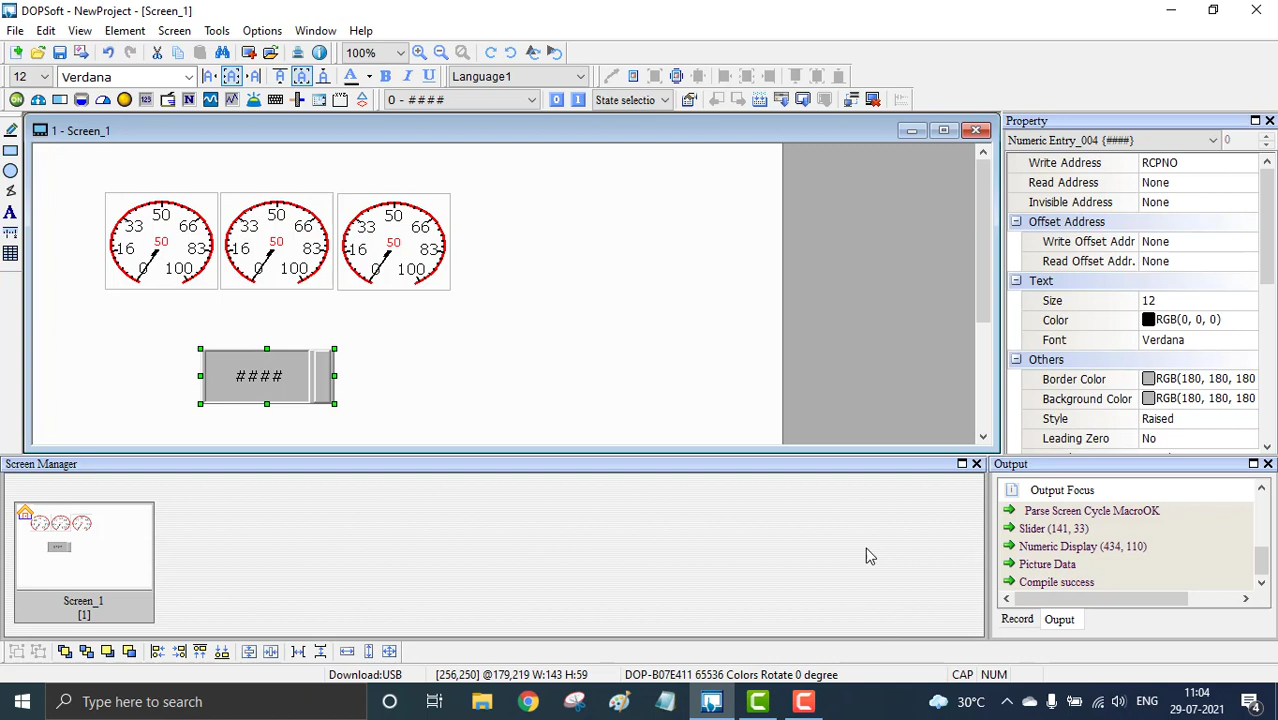 DOPSoft - NewProject - [Screen_1]
File Edit View Element Screen Tools Options Window Help
100%
12 Verdana Language1
0 - #### State selectio
1 - Screen_1
33 50 66
16 50 83
0 100
33 50 66
16 50 83
0 100
33 50 66
16 50 83
0 100
####
Property
Numeric Entry_004 {####} 0
Write Address RCPNO
Read Address None
Invisible Address None
Offset Address
Write Offset Addr None
Read Offset Addr. None
Text
Size 12
Color RGB(0, 0, 0)
Font Verdana
Others
Border Color RGB(180, 180, 180
Background Color RGB(180, 180, 180
Style Raised
Leading Zero No
Screen Manager
Screen_1
[1]
Output
Output Focus
Parse Screen Cycle MacroOK
Slider (141, 33)
Numeric Display (434, 110)
Picture Data
Compile success
Record Ouput
Download:USB [256,250] @179,219 W:143 H:59 DOP-B07E411 65536 Colors Rotate 0 degree CAP NUM
Type here to search 30°C ENG 11:04 29-07-2021 4